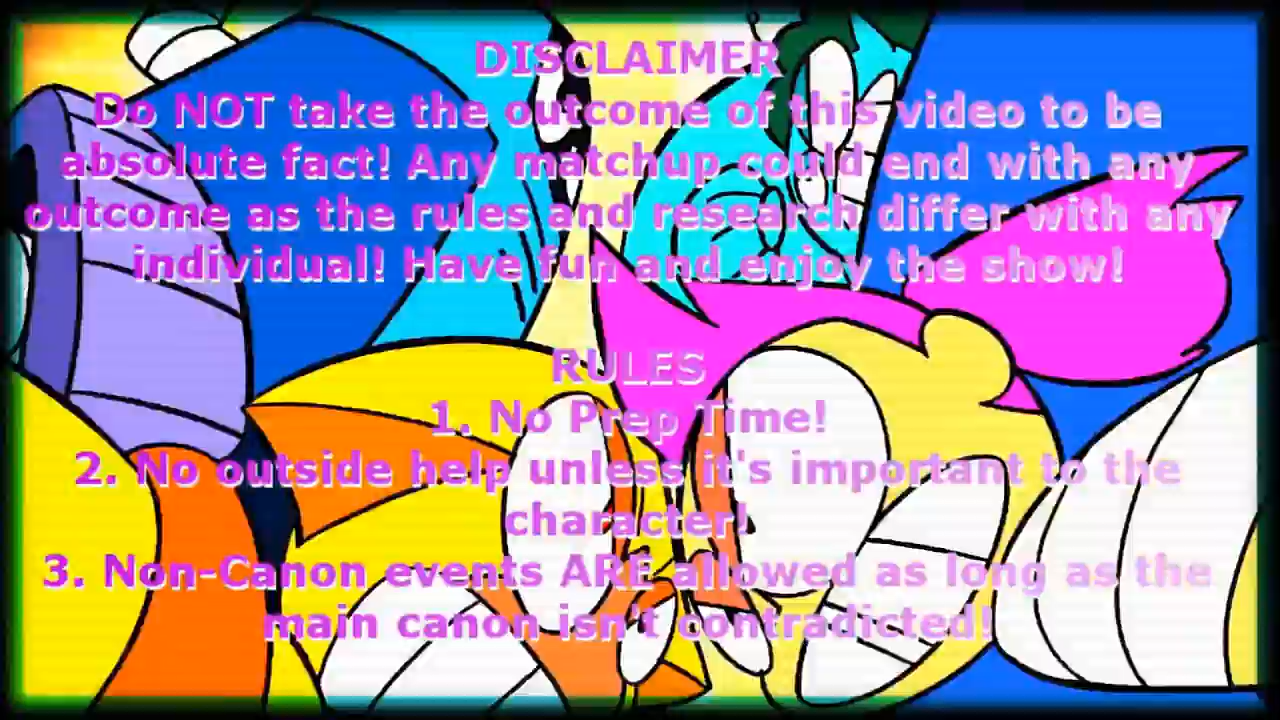 DISCLAIMER
Do NOT take the outcome of this video to be
absolute fact! Any matchup could end with any
outcome as the rules and research differ with any
individual! Have fun and enjoy the show!
RULES
1. No Prep Time!
2. No outside help unless it's important to the
character!
3. Non-Canon events ARE allowed as long as the
main canon isn't contradicted!